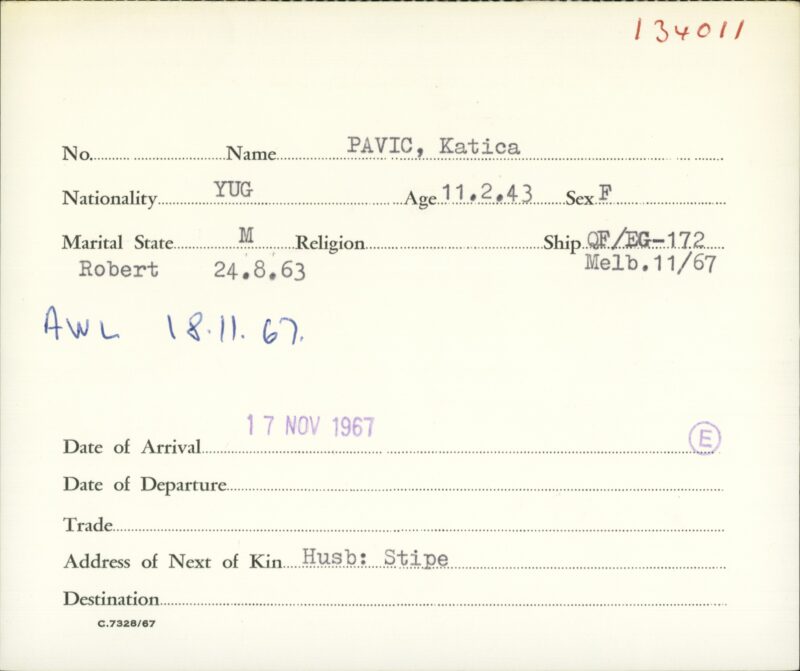 134011
No. Name PAVIC, Katica
Nationality YUG Age 11.2.43 Sex F
Marital State M Religion Ship QF/EG-172
Robert 24.8.63 Melb.11/67
AWL 18.11.67.
17 NOV 1967
Date of Arrival E
Date of Departure
Trade
Address of Next of Kin Husb: Stipe
Destination
C.7328/67